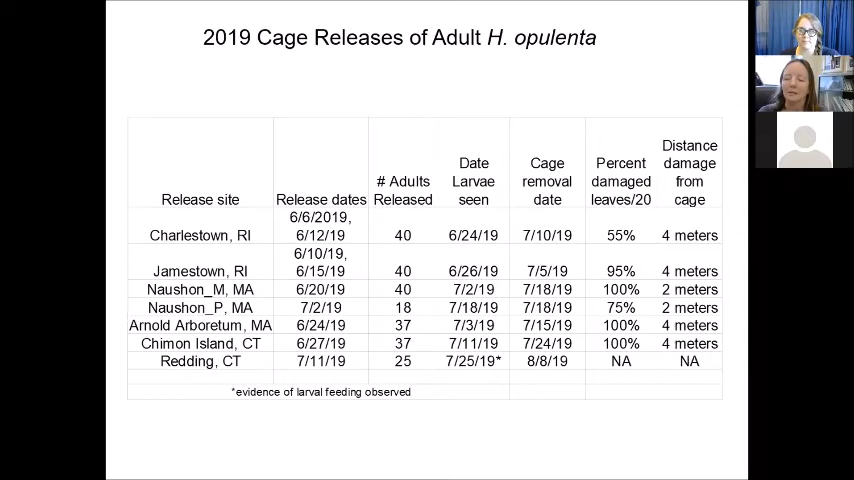 2019 Cage Releases of Adult H. opulenta
Release site Release dates # Adults Released Date Larvae seen Cage removal date Percent damaged leaves/20 Distance damage from cage
Charlestown, RI 6/6/2019, 6/12/19 40 6/24/19 7/10/19 55% 4 meters
Jamestown, RI 6/10/19, 6/15/19 40 6/26/19 7/5/19 95% 4 meters
Naushon_M, MA 6/20/19 40 7/2/19 7/18/19 100% 2 meters
Naushon_P, MA 7/2/19 18 7/18/19 7/18/19 75% 2 meters
Arnold Arboretum, MA 6/24/19 37 7/3/19 7/15/19 100% 4 meters
Chimon Island, CT 6/27/19 37 7/11/19 7/24/19 100% 4 meters
Redding, CT 7/11/19 25 7/25/19* 8/8/19 NA NA
*evidence of larval feeding observed